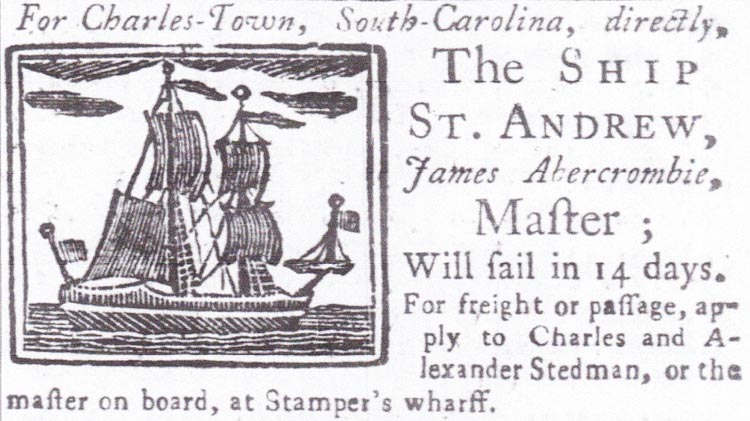 For Charles-Town, South-Carolina, directly,
The SHIP
ST. ANDREW,
James Abercrombie,
Maſter ;
Will ſail in 14 days.
For freight or paſſage, ap-
ply to Charles and A-
lexander Stedman, or the
maſter on board, at Stamper's wharff.